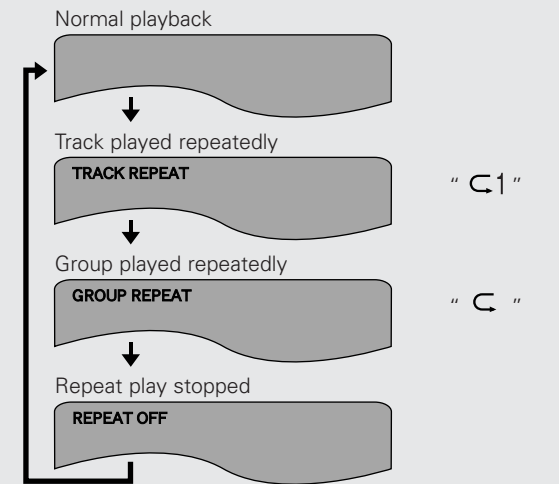 Normal playback
Track played repeatedly
TRACK REPEAT
“ ⊂1 ”
Group played repeatedly
GROUP REPEAT
“ ⊂ ”
Repeat play stopped
REPEAT OFF